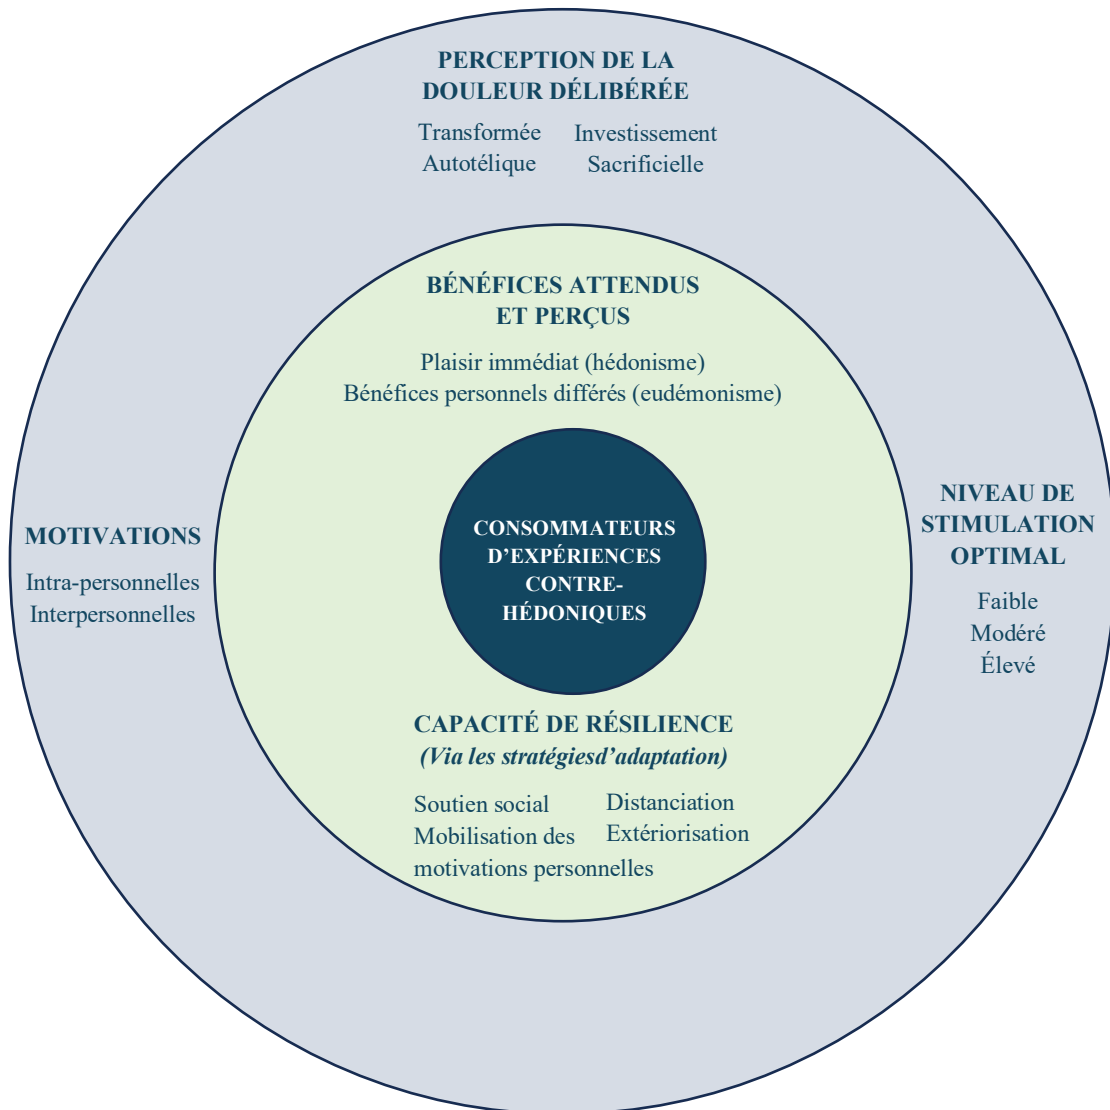 PERCEPTION DE LA
DOULEUR DÉLIBÉRÉE
Transformée
Autotélique
Investissement
Sacrificielle
BÉNÉFICES ATTENDUS
ET PERÇUS
Plaisir immédiat (hédonisme)
Bénéfices personnels différés (eudémonisme)
MOTIVATIONS
Intra-personnelles
Interpersonnelles
CONSOMMATEURS
D’EXPÉRIENCES
CONTRE-
HÉDONIQUES
NIVEAU DE
STIMULATION
OPTIMAL
Faible
Modéré
Élevé
CAPACITÉ DE RÉSILIENCE
(Via les stratégiesd’adaptation)
Soutien social
Mobilisation des
motivations personnelles
Distanciation
Extériorisation